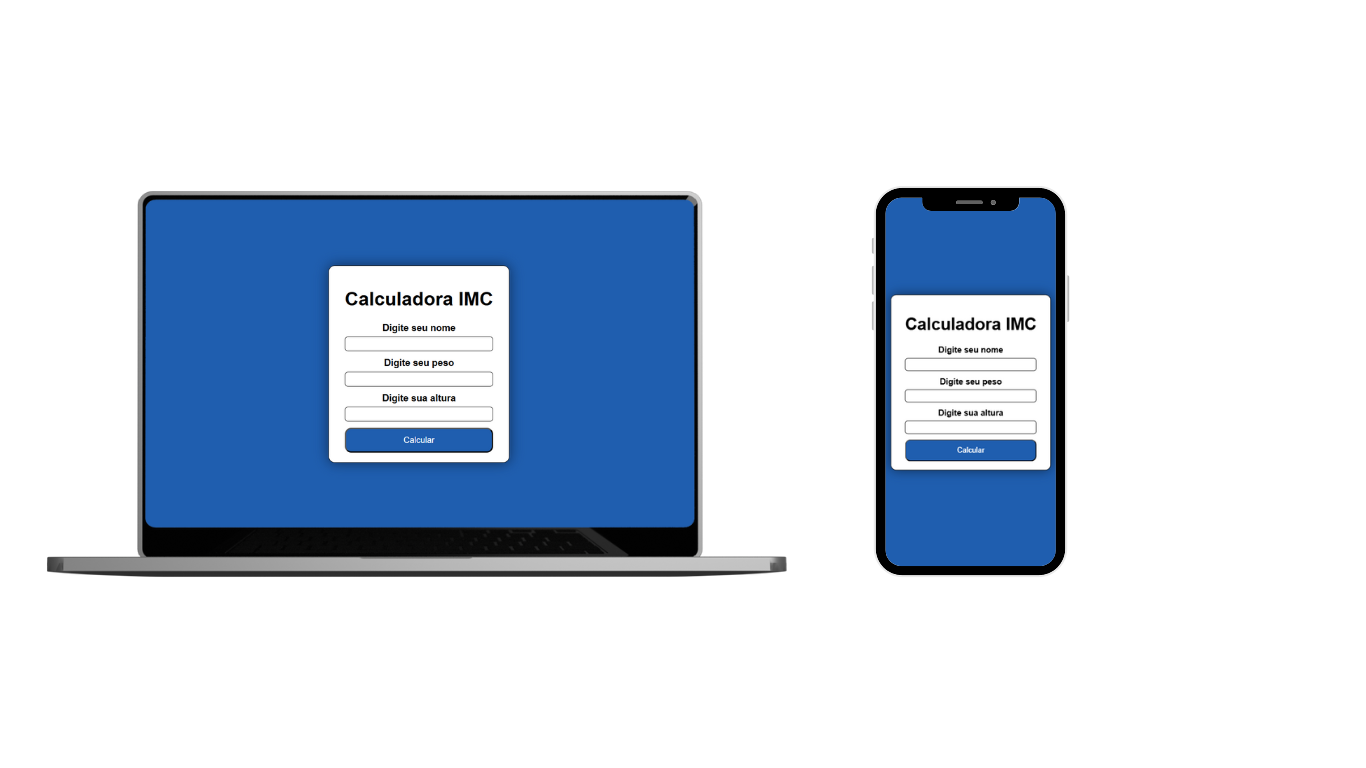 Calculadora IMC
Digite seu nome
Digite seu peso
Digite sua altura
Calcular
Calculadora IMC
Digite seu nome
Digite seu peso
Digite sua altura
Calcular